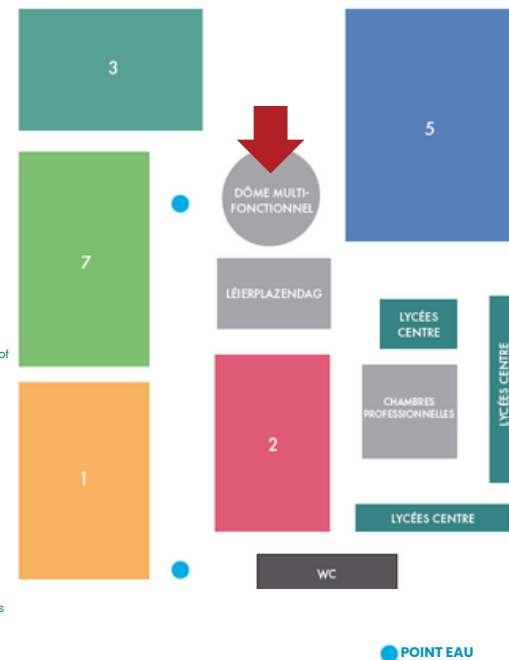 3
5
DÔME MULTI-
FONCTIONNEL
7
LÉIERPLAZENDAG
LYCÉES
CENTRE
LYCÉES CENTRE
of
CHAMBRES
PROFESSIONNELLES
2
1
LYCÉES CENTRE
WC
s
POINT EAU